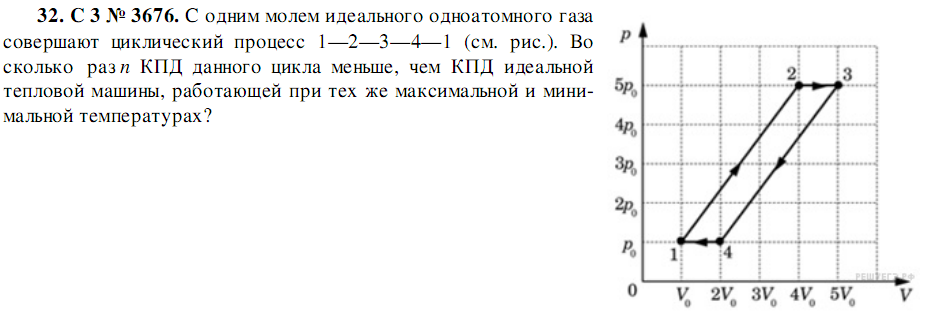 32. С 3 № 3676. С одним молем идеального одноатомного газа
совершают циклический процесс 1—2—3—4—1 (см. рис.). Во
сколько раз n КПД данного цикла меньше, чем КПД идеальной
тепловой машины, работающей при тех же максимальной и мини-
мальной температурах?
p
5p₀
4p₀
3p₀
2p₀
p₀
2 3
1 4
0 V₀ 2V₀ 3V₀ 4V₀ 5V₀ V
РЕШУЕГЭ.РФ